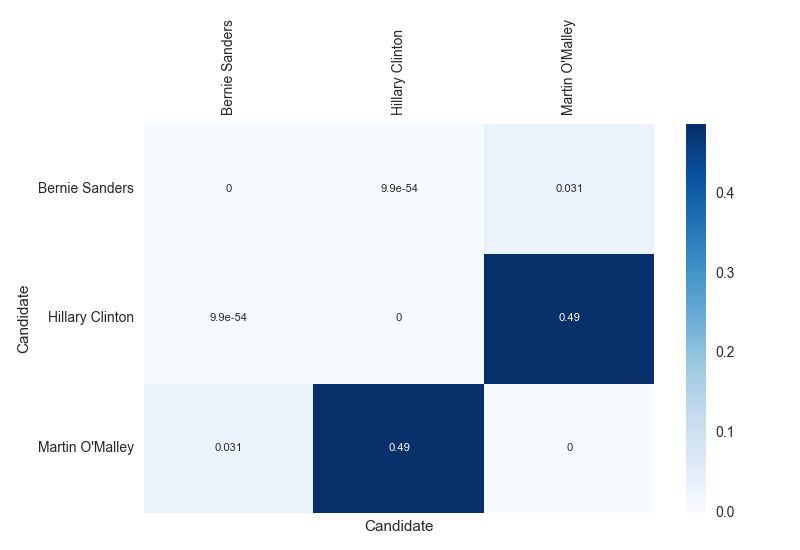 Bernie Sanders
Hillary Clinton
Martin O'Malley
Candidate
Bernie Sanders 0 9.9e-54 0.031
Hillary Clinton 9.9e-54 0 0.49
Martin O'Malley 0.031 0.49 0
Candidate
0.4
0.3
0.2
0.1
0.0